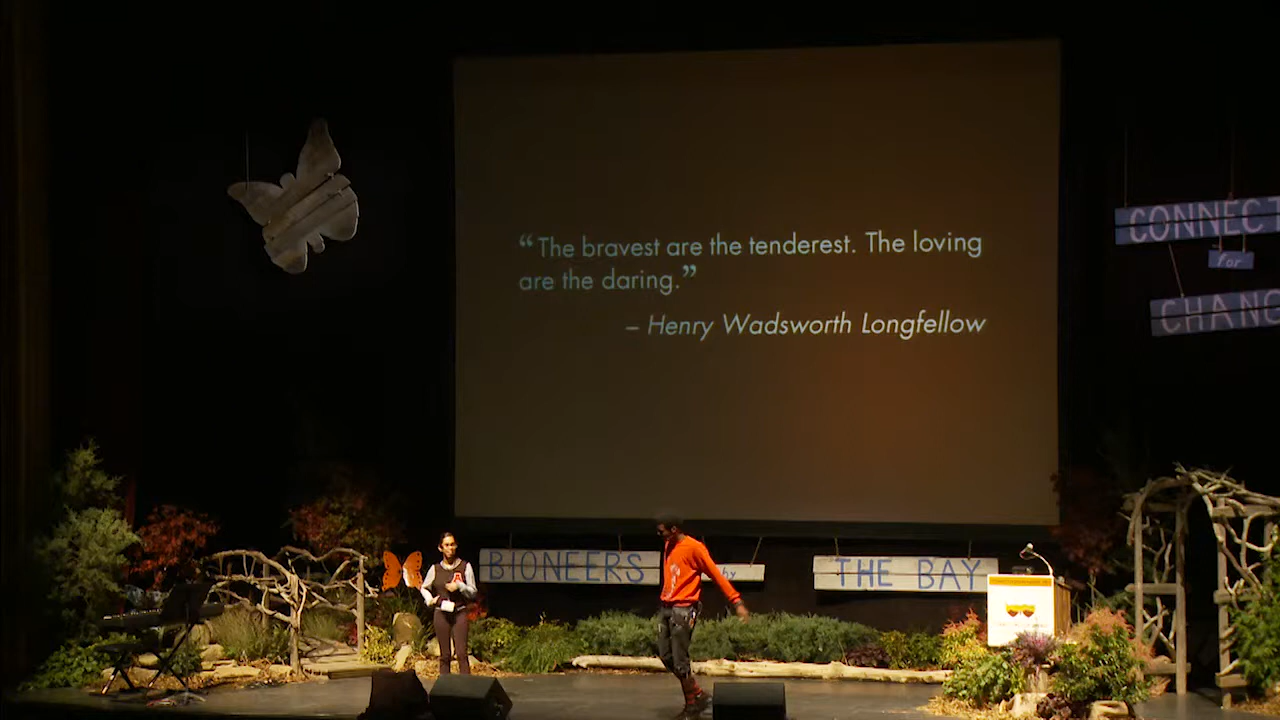 “The bravest are the tenderest. The loving
are the daring.”
– Henry Wadsworth Longfellow
CONNECT
for
CHANG
BIONEERS
by
THE BAY